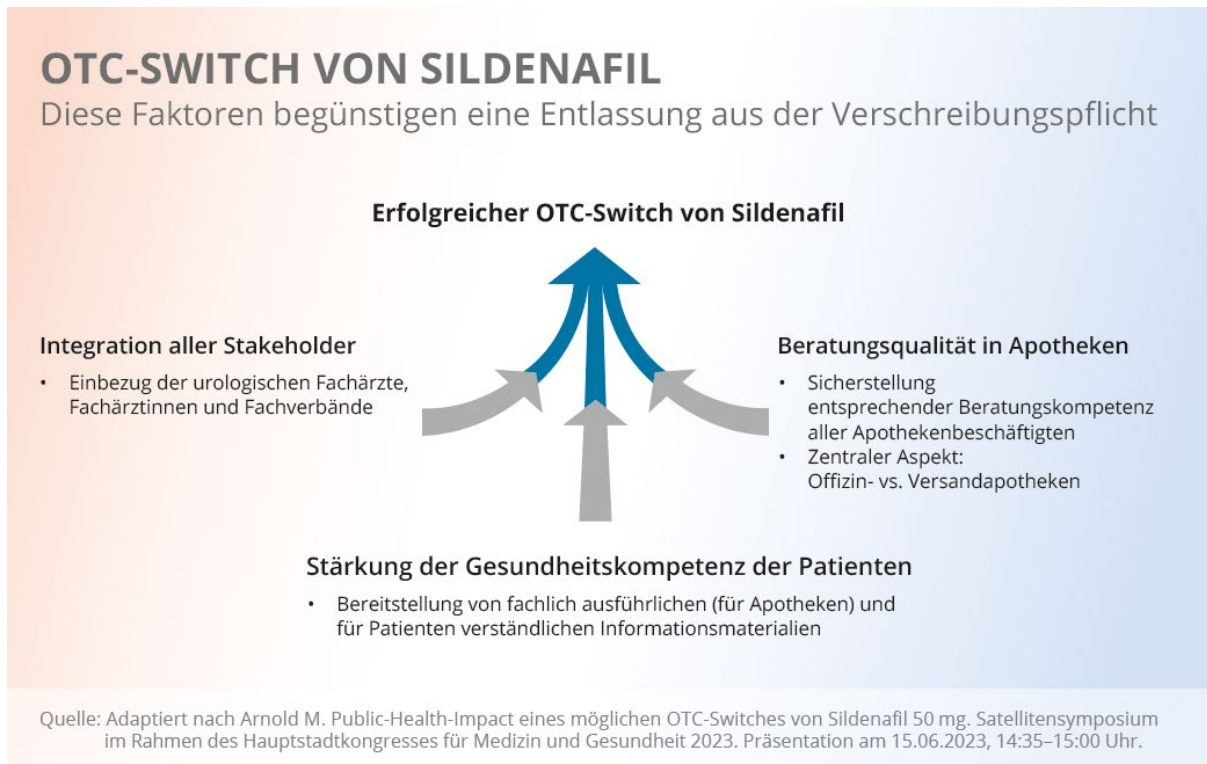 OTC-SWITCH VON SILDENAFIL
Diese Faktoren begünstigen eine Entlassung aus der Verschreibungspflicht
Erfolgreicher OTC-Switch von Sildenafil
Integration aller Stakeholder
• Einbezug der urologischen Fachärzte,
Fachärztinnen und Fachverbände
Beratungsqualität in Apotheken
• Sicherstellung
entsprechender Beratungskompetenz
aller Apothekenbeschäftigten
• Zentraler Aspekt:
Offizin- vs. Versandapotheken
Stärkung der Gesundheitskompetenz der Patienten
• Bereitstellung von fachlich ausführlichen (für Apotheken) und
für Patienten verständlichen Informationsmaterialien
Quelle: Adaptiert nach Arnold M. Public-Health-Impact eines möglichen OTC-Switches von Sildenafil 50 mg. Satellitensymposium
im Rahmen des Hauptstadtkongresses für Medizin und Gesundheit 2023. Präsentation am 15.06.2023, 14:35–15:00 Uhr.